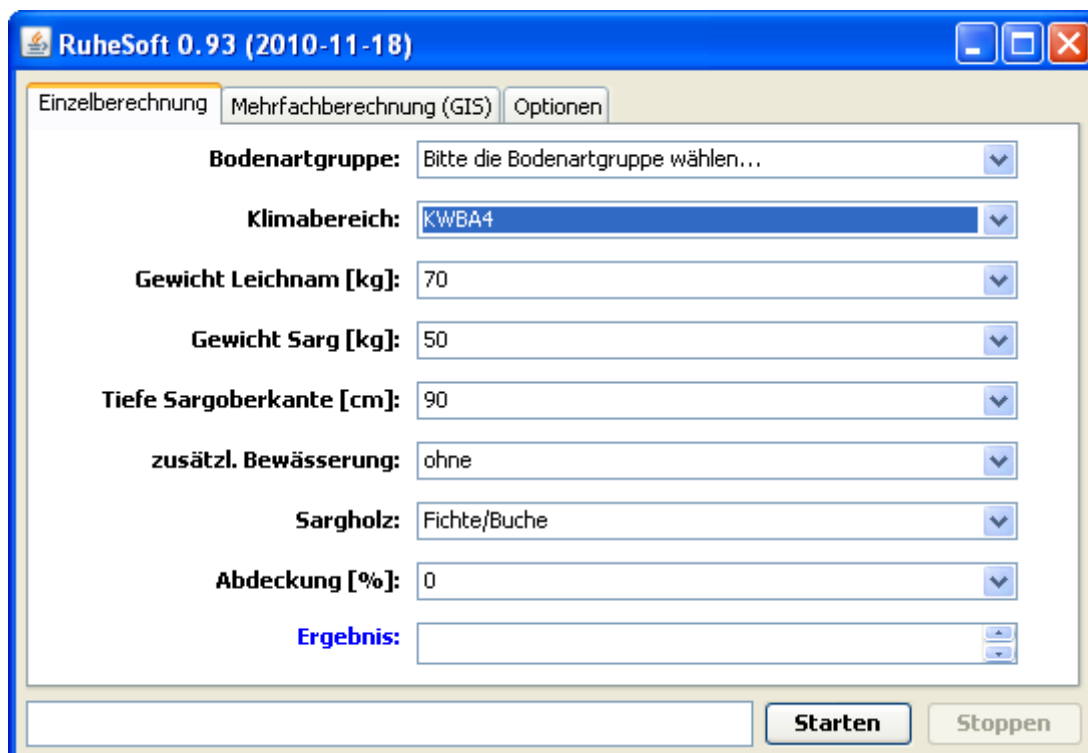 RuheSoft 0.93 (2010-11-18)
Einzelberechnung Mehrfachberechnung (GIS) Optionen
Bodenartgruppe: Bitte die Bodenartgruppe wählen...
Klimabereich: KWBA4
Gewicht Leichnam [kg]: 70
Gewicht Sarg [kg]: 50
Tiefe Sargoberkante [cm]: 90
zusätzl. Bewässerung: ohne
Sargholz: Fichte/Buche
Abdeckung [%]: 0
Ergebnis:
Starten Stoppen